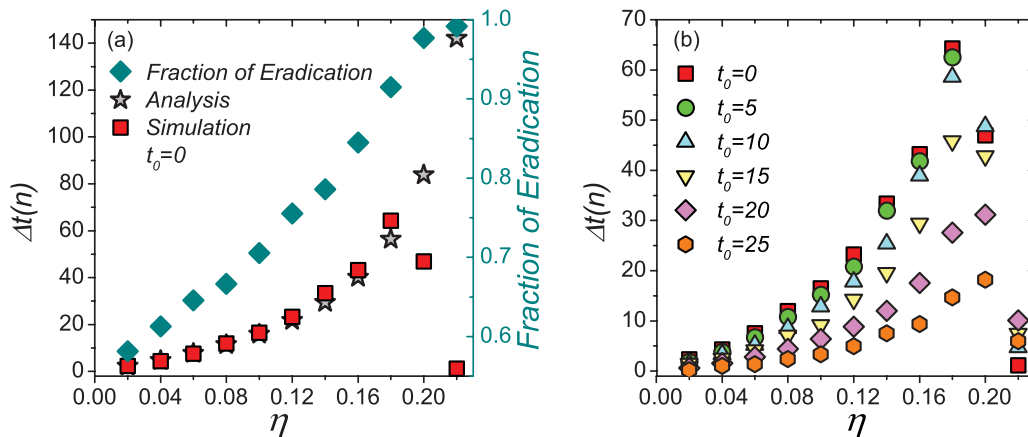 (a)
Fraction of Eradication
Analysis
Simulation
t0=0
Δt(n)
140
120
100
80
60
40
20
0
0.00 0.04 0.08 0.12 0.16 0.20
η
1.0
0.9
0.8
0.7
0.6
Fraction of Eradication
(b)
t0=0
t0=5
t0=10
t0=15
t0=20
t0=25
Δt(n)
70
60
50
40
30
20
10
0
0.00 0.04 0.08 0.12 0.16 0.20
η